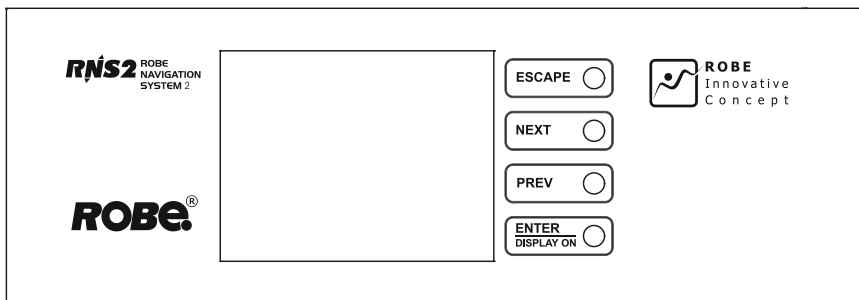 RNS2 ROBE
NAVIGATION
SYSTEM 2
ROBE®
ESCAPE
NEXT
PREV
ENTER
DISPLAY ON
ROBE
Innovative
Concept